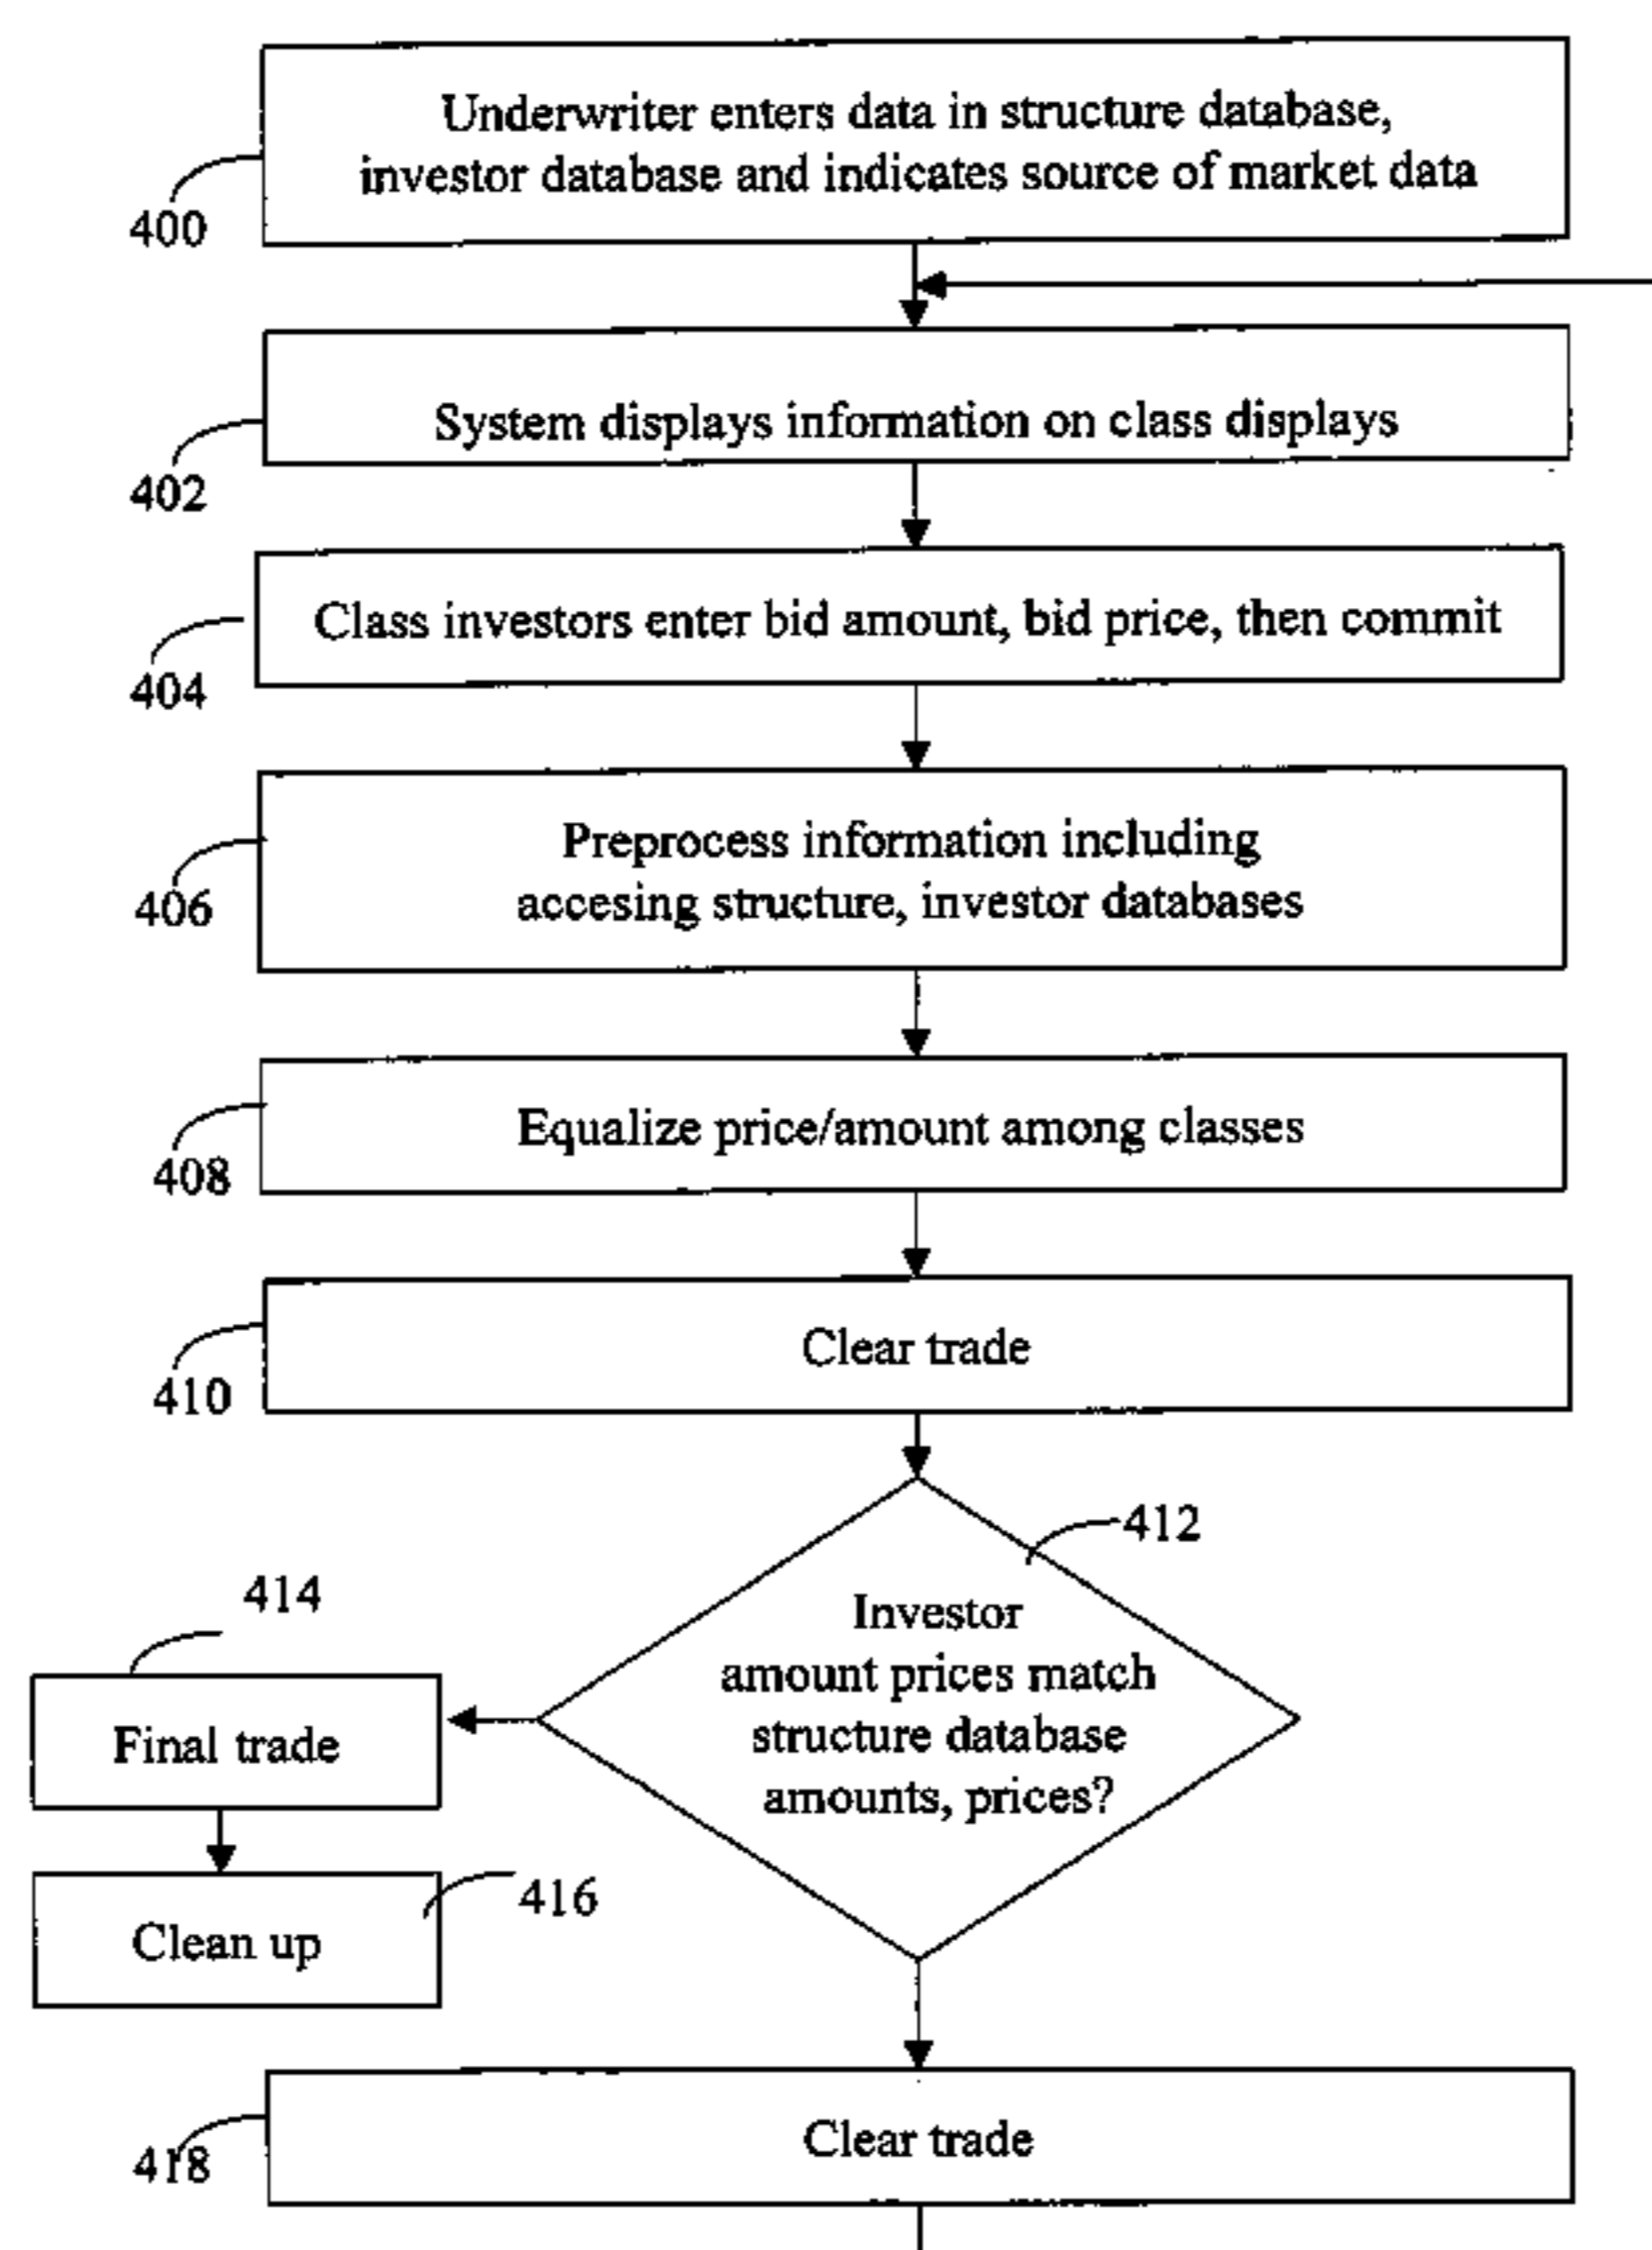 Underwriter enters data in structure database,
investor database and indicates source of market data
400
System displays information on class displays
402
Class investors enter bid amount, bid price, then commit
404
Preprocess information including
accesing structure, investor databases
406
Equalize price/amount among classes
408
Clear trade
410
412
Investor
amount prices match
structure database
amounts, prices?
414
Final trade
416
Clean up
Clear trade
418